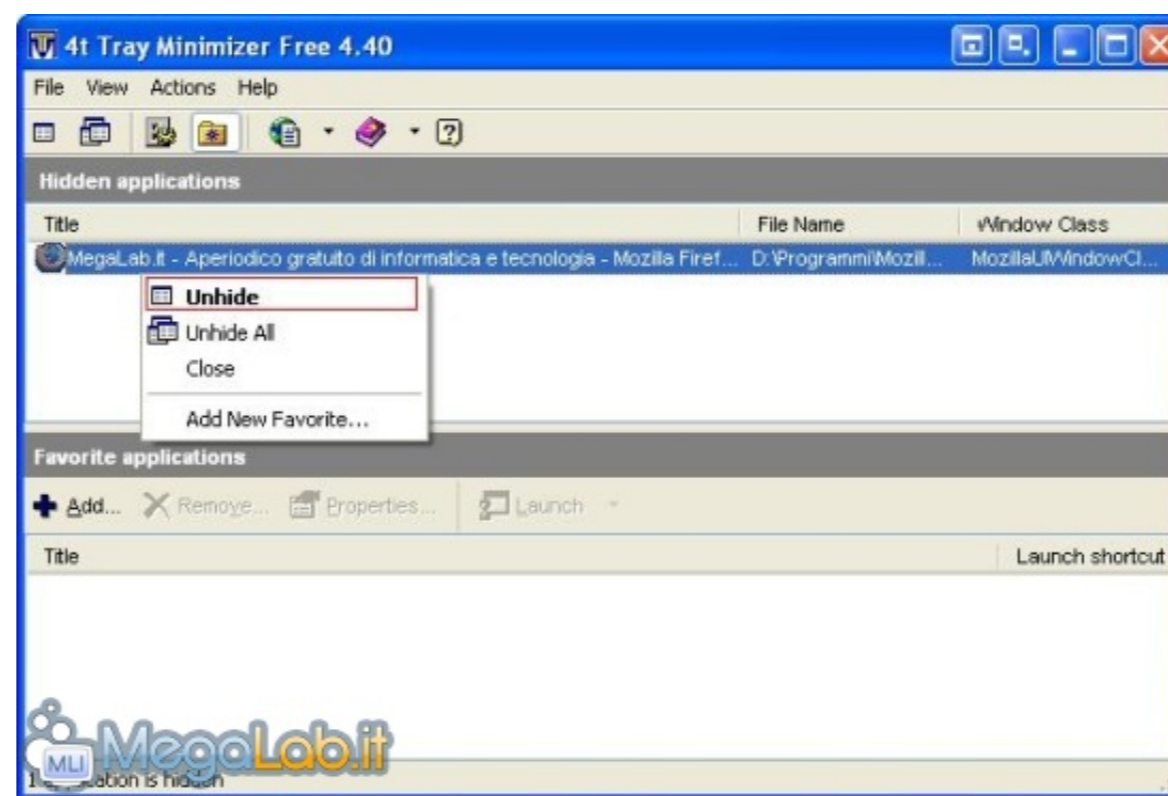 4t Tray Minimizer Free 4.40
File View Actions Help
Hidden applications
Title File Name Window Class
MegaLab.it - Aperiodico gratuito di informatica e tecnologia - Mozilla Firef... D:\Programmi\Mozill... MozillaUIWindowCl...
Unhide
Unhide All
Close
Add New Favorite...
Favorite applications
Add... Remove... Properties... Launch
Title Launch shortcut
MegaLab.it
MLI
is hidden